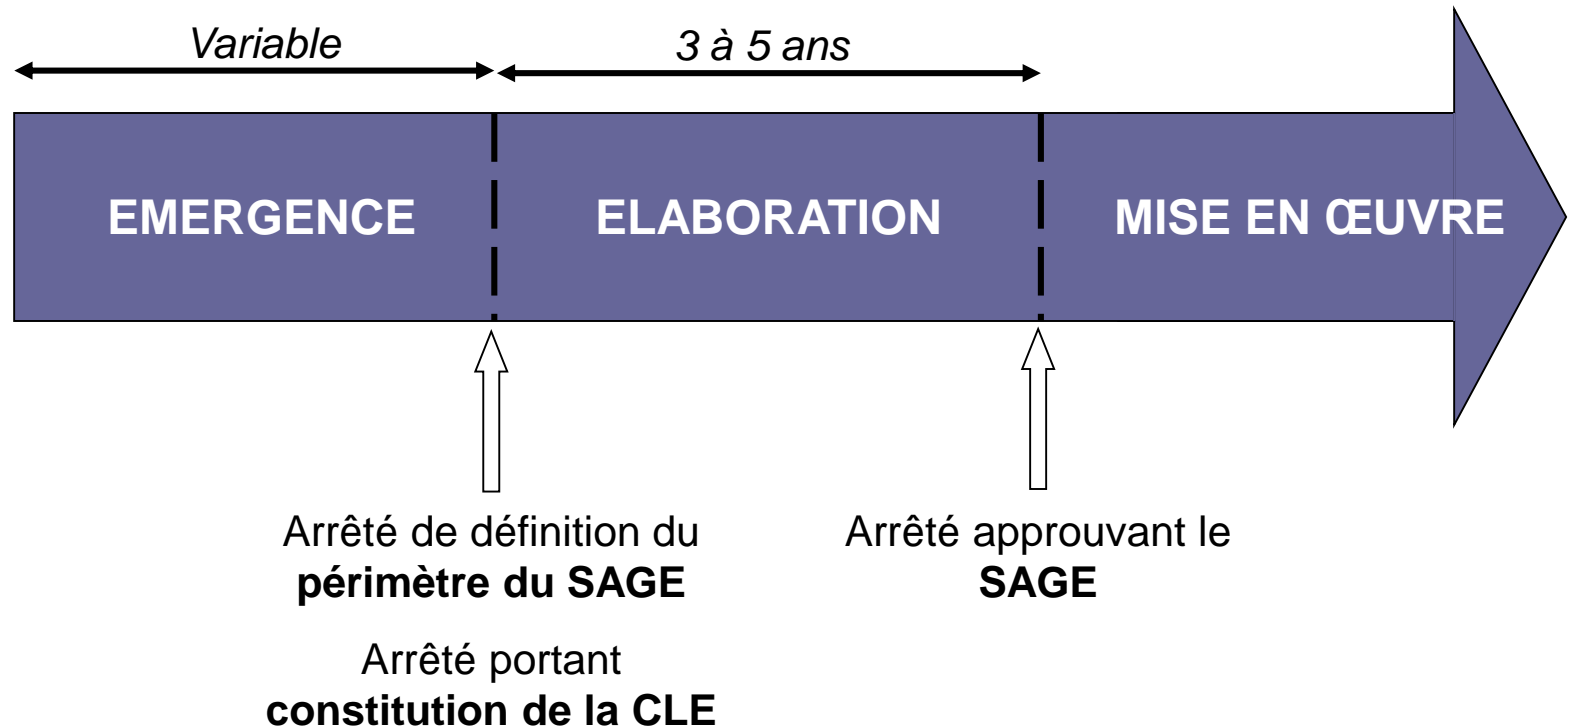 Variable
3 à 5 ans
EMERGENCE
ELABORATION
MISE EN ŒUVRE
Arrêté de définition du
périmètre du SAGE
Arrêté portant
constitution de la CLE
Arrêté approuvant le
SAGE